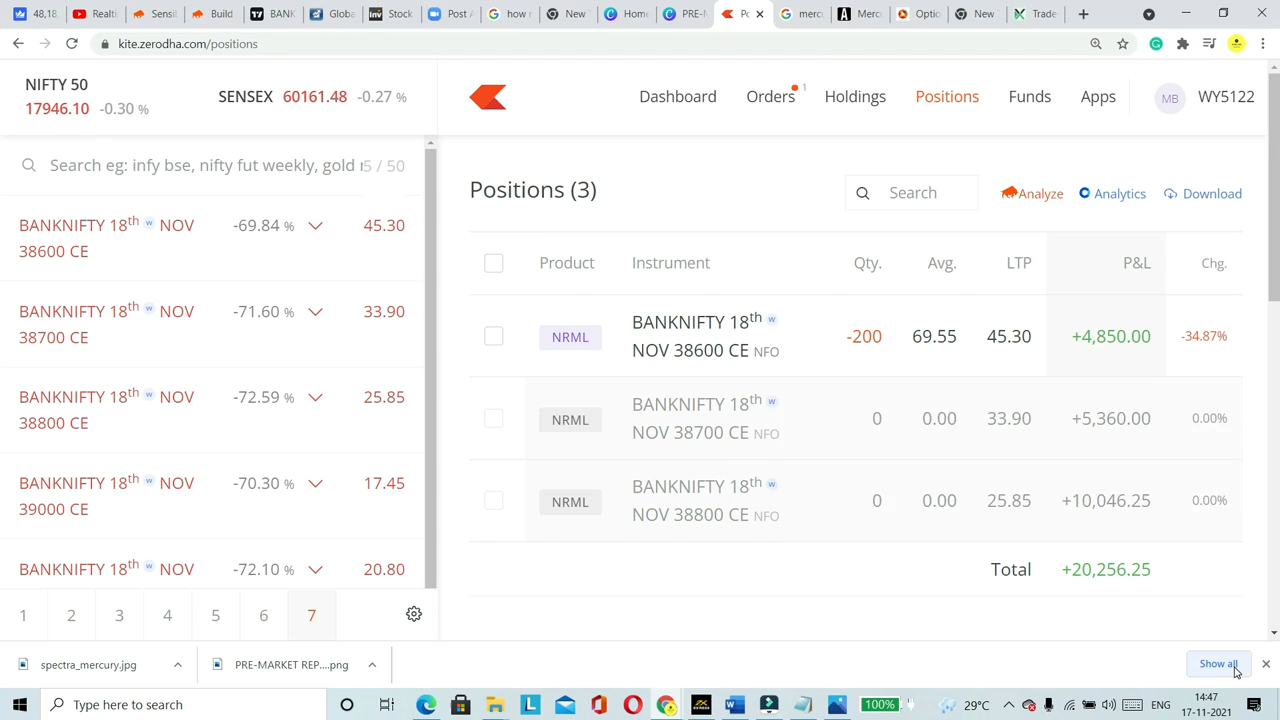 48,18,
Realti
Sensil
Build
BANK
Global
Stock
Post A
how r
New T
Home
PRE-I
Po
merc
Merc
Optio
New T
Trade
kite.zerodha.com/positions
NIFTY 50
17946.10 -0.30 %
SENSEX 60161.48 -0.27 %
Dashboard Orders 1 Holdings Positions Funds Apps MB WY5122
Search eg: infy bse, nifty fut weekly, gold 5 / 50
BANKNIFTY 18th w NOV 38600 CE -69.84 % 45.30
BANKNIFTY 18th w NOV 38700 CE -71.60 % 33.90
BANKNIFTY 18th w NOV 38800 CE -72.59 % 25.85
BANKNIFTY 18th w NOV 39000 CE -70.30 % 17.45
BANKNIFTY 18th w NOV -72.10 % 20.80
1 2 3 4 5 6 7
Positions (3)
Search Analyze Analytics Download
Product Instrument Qty. Avg. LTP P&L Chg.
NRML BANKNIFTY 18th w NOV 38600 CE NFO -200 69.55 45.30 +4,850.00 -34.87%
NRML BANKNIFTY 18th w NOV 38700 CE NFO 0 0.00 33.90 +5,360.00 0.00%
NRML BANKNIFTY 18th w NOV 38800 CE NFO 0 0.00 25.85 +10,046.25 0.00%
Total +20,256.25
spectra_mercury.jpg
PRE-MARKET REP....png
Show all
Type here to search
100%
29°C
ENG
14:47
17-11-2021